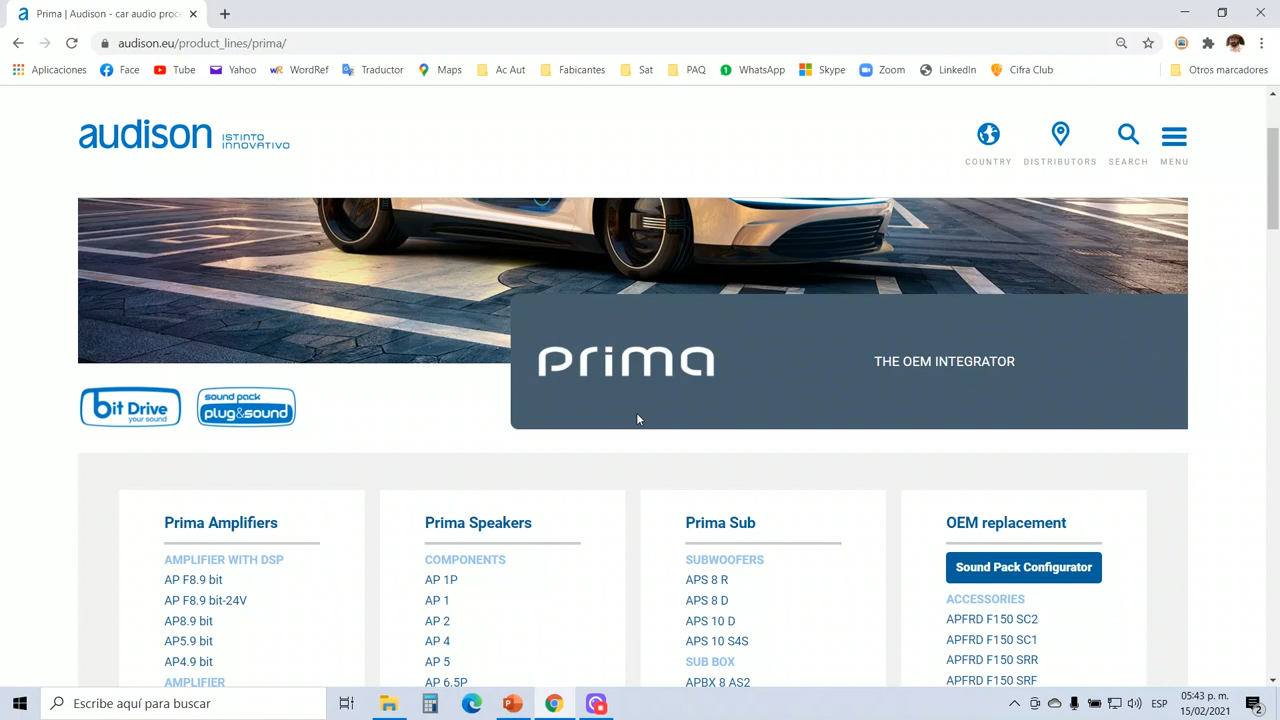 Prima | Audison - car audio proce
audison.eu/product_lines/prima/
Aplicaciones Face Tube Yahoo WordRef Traductor Maps Ac Aut Fabicantes Sat PAQ WhatsApp Skype Zoom LinkedIn Cifra Club Otros marcadores
audison ISTINTO INNOVATIVO
COUNTRY DISTRIBUTORS SEARCH MENU
prima THE OEM INTEGRATOR
bit Drive your sound
sound pack plug&sound
Prima Amplifiers
AMPLIFIER WITH DSP
AP F8.9 bit
AP F8.9 bit-24V
AP8.9 bit
AP5.9 bit
AP4.9 bit
AMPLIFIER
Prima Speakers
COMPONENTS
AP 1P
AP 1
AP 2
AP 4
AP 5
AP 6.5P
Prima Sub
SUBWOOFERS
APS 8 R
APS 8 D
APS 10 D
APS 10 S4S
SUB BOX
APBX 8 AS2
OEM replacement
Sound Pack Configurator
ACCESSORIES
APFRD F150 SC2
APFRD F150 SC1
APFRD F150 SRR
APFRD F150 SRF
Escribe aquí para buscar
ESP
05:43 p. m.
15/02/2021
2